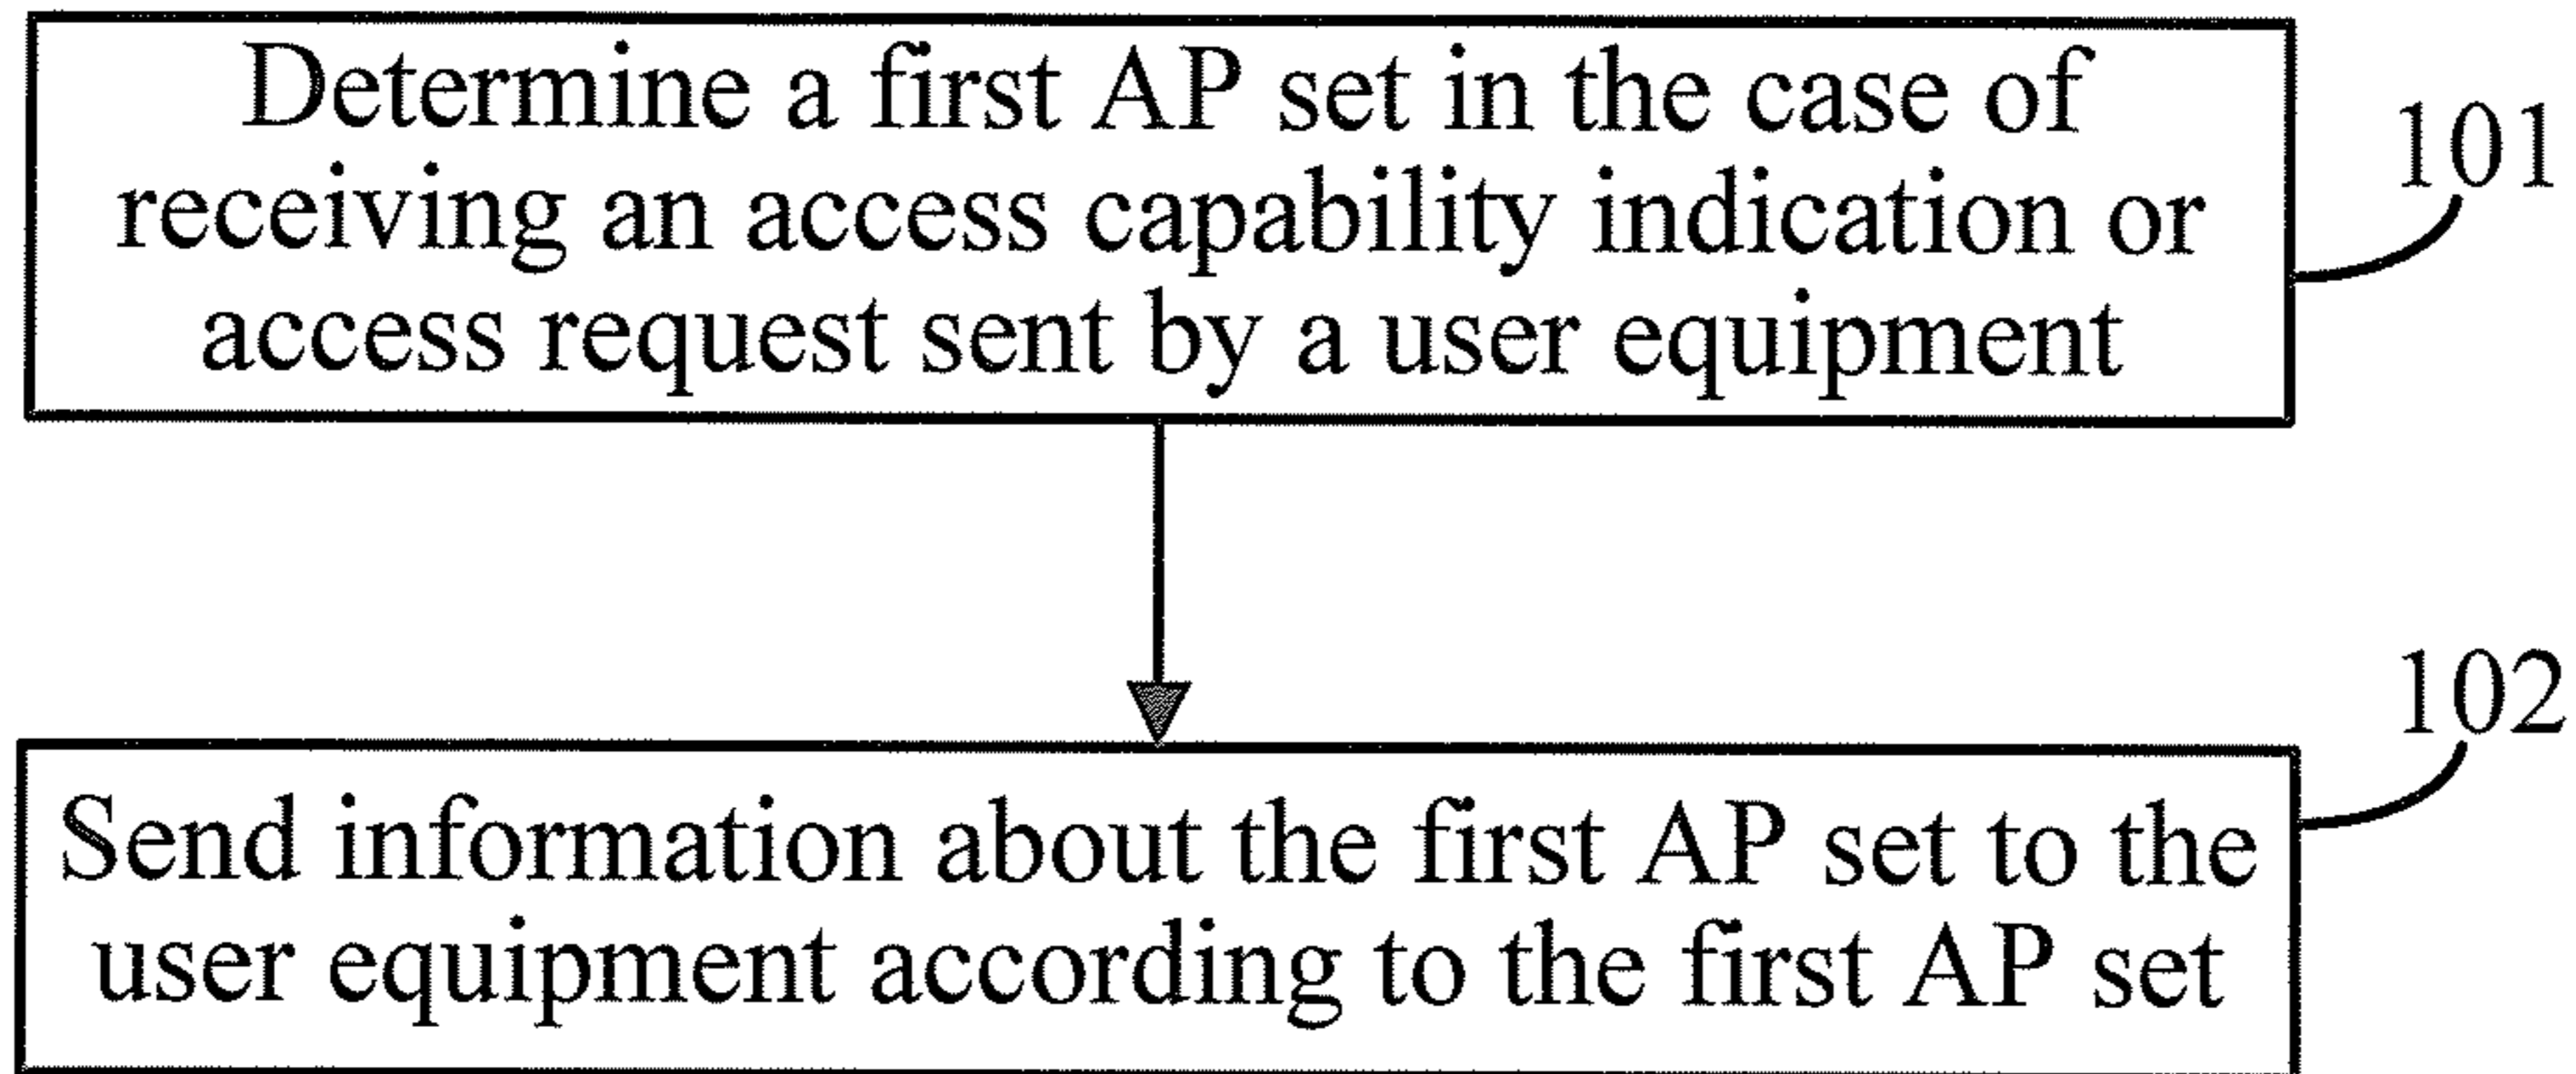 Determine a first AP set in the case of
receiving an access capability indication or
access request sent by a user equipment
101
102
Send information about the first AP set to the
user equipment according to the first AP set